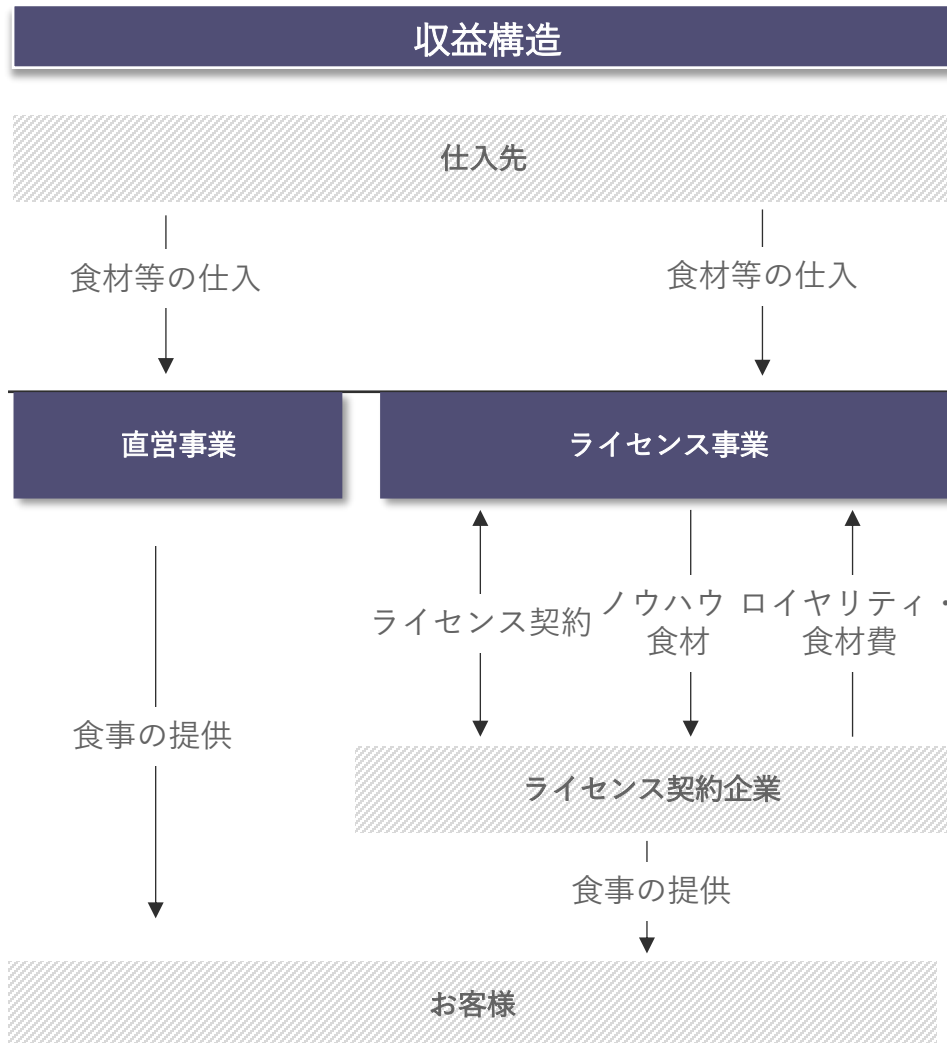 収益構造
仕入先
食材等の仕入
食材等の仕入
直営事業
ライセンス事業
ライセンス契約
ノウハウ
食材
ロイヤリティ・
食材費
食事の提供
ライセンス契約企業
食事の提供
お客様